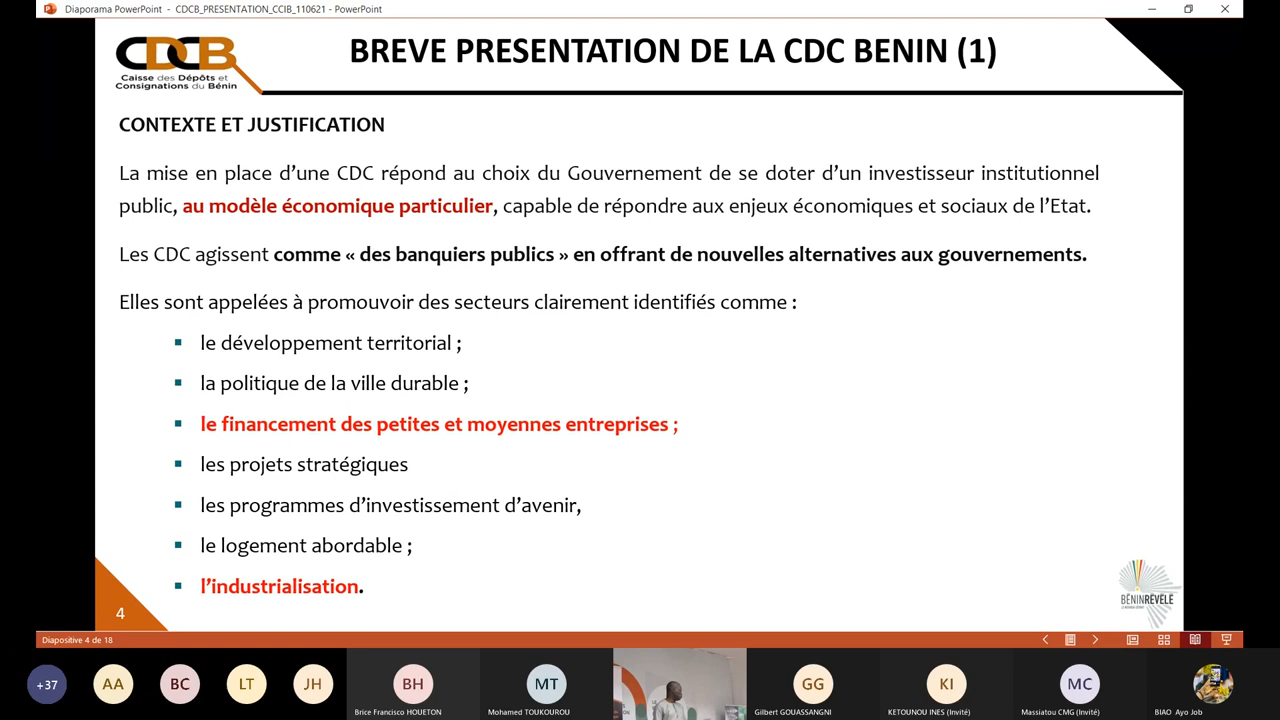 Diaporama PowerPoint - CDCB_PRESENTATION_CCIB_110621 - PowerPoint
CDCB
Caisse des Dépôts et
Consignations du Bénin
BREVE PRESENTATION DE LA CDC BENIN (1)
CONTEXTE ET JUSTIFICATION
La mise en place d’une CDC répond au choix du Gouvernement de se doter d’un investisseur institutionnel
public, au modèle économique particulier, capable de répondre aux enjeux économiques et sociaux de l’Etat.
Les CDC agissent comme « des banquiers publics » en offrant de nouvelles alternatives aux gouvernements.
Elles sont appelées à promouvoir des secteurs clairement identifiés comme :
▪ le développement territorial ;
▪ la politique de la ville durable ;
▪ le financement des petites et moyennes entreprises ;
▪ les projets stratégiques
▪ les programmes d’investissement d’avenir,
▪ le logement abordable ;
▪ l’industrialisation.
4
BÉNINRÉVÉLÉ
Diapositive 4 de 18
+37
AA
BC
LT
JH
BH
MT
GG
KI
MC
Brice Francisco HOUETON
Mohamed TOUKOUROU
Gilbert GOUASSANGNI
KETOUNOU INES (Invité)
Massiatou CMG (Invité)
BIAO Ayo Job